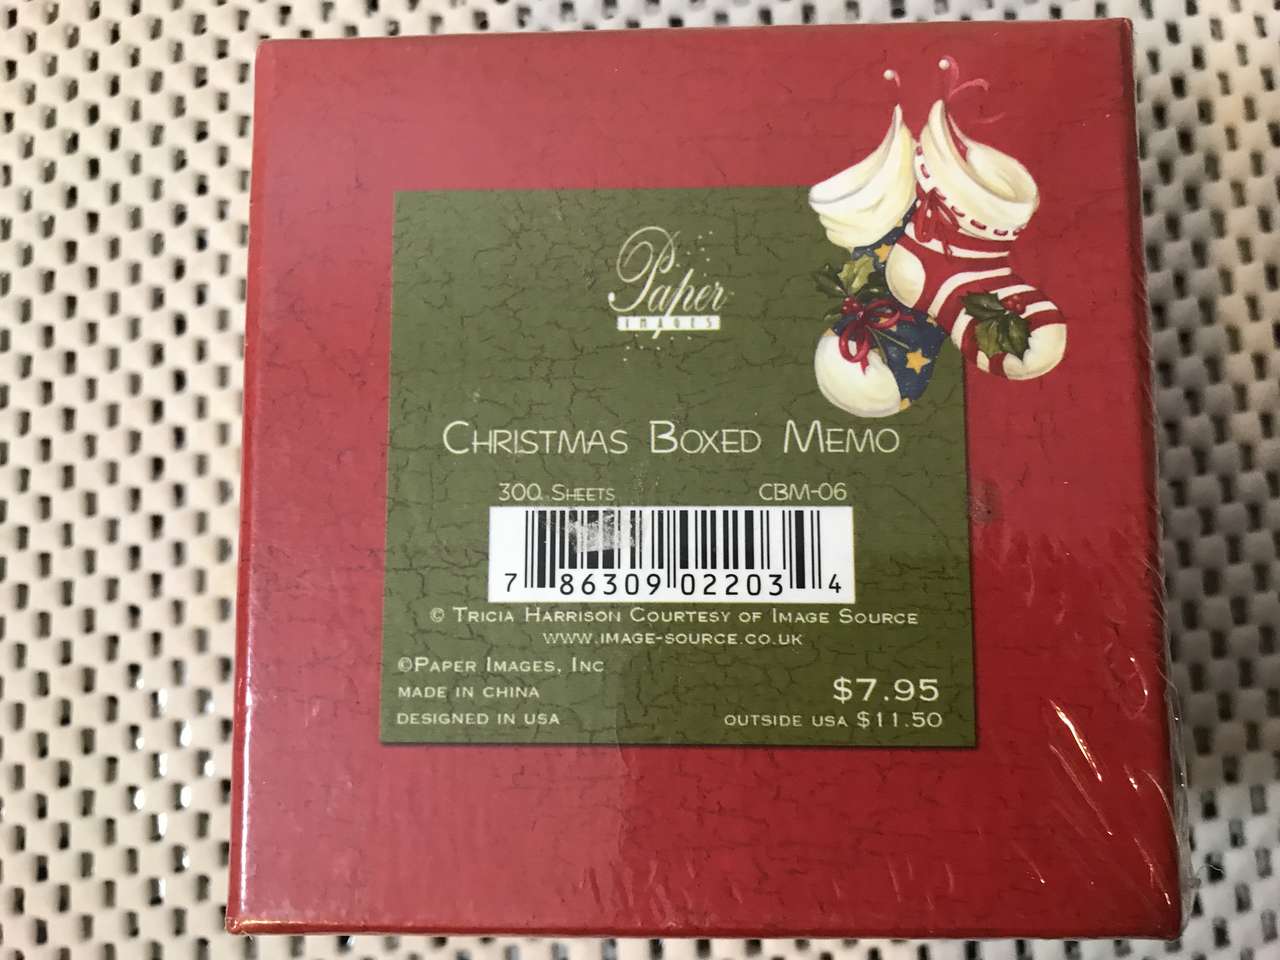 Paper
IMAGES
CHRISTMAS BOXED MEMO
300 SHEETS CBM-06
7 86309 02203 4
© TRICIA HARRISON COURTESY OF IMAGE SOURCE
WWW.IMAGE-SOURCE.CO.UK
©PAPER IMAGES, INC
MADE IN CHINA $7.95
DESIGNED IN USA OUTSIDE USA $11.50